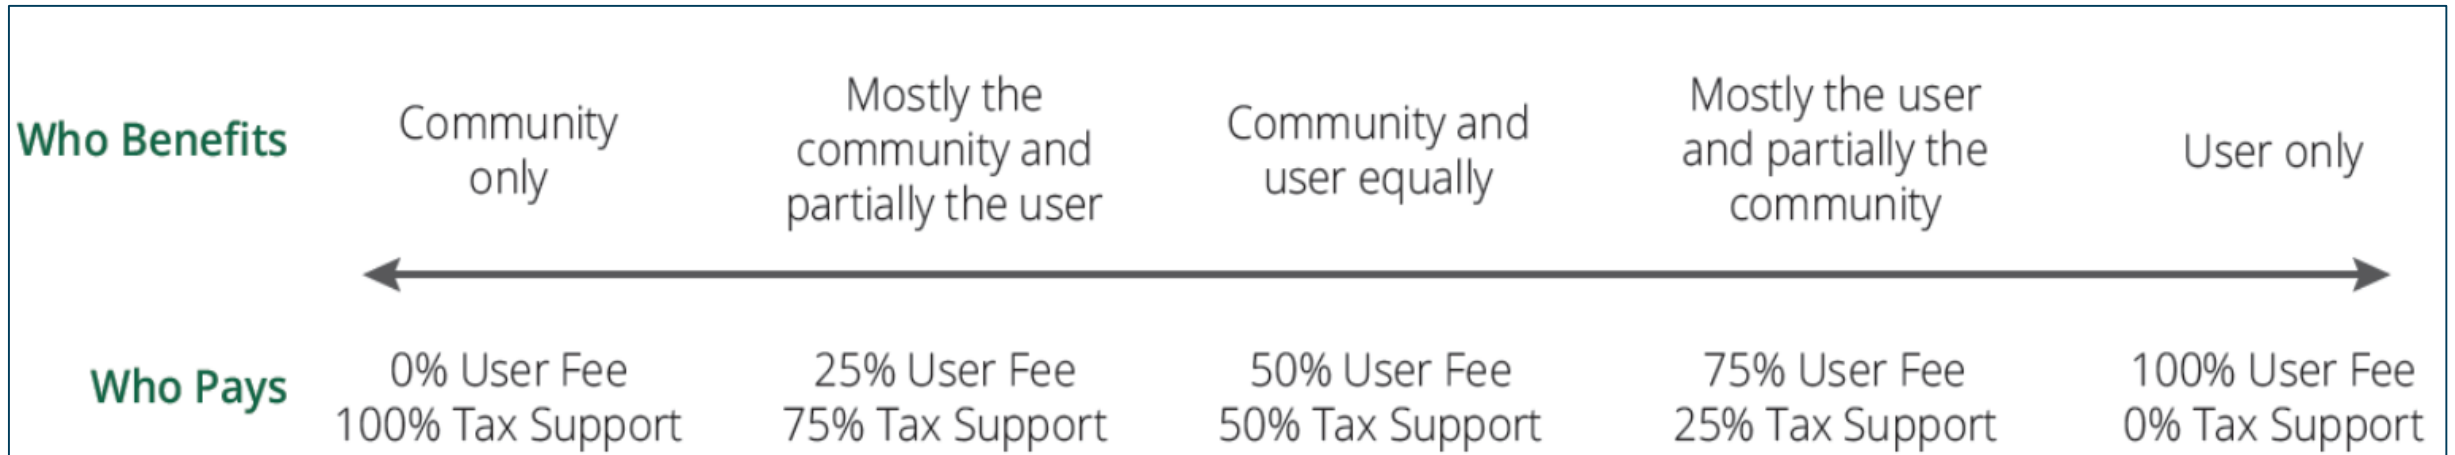 Who Benefits
Community
only
Mostly the
community and
partially the user
Community and
user equally
Mostly the user
and partially the
community
User only
Who Pays
0% User Fee
100% Tax Support
25% User Fee
75% Tax Support
50% User Fee
50% Tax Support
75% User Fee
25% Tax Support
100% User Fee
0% Tax Support